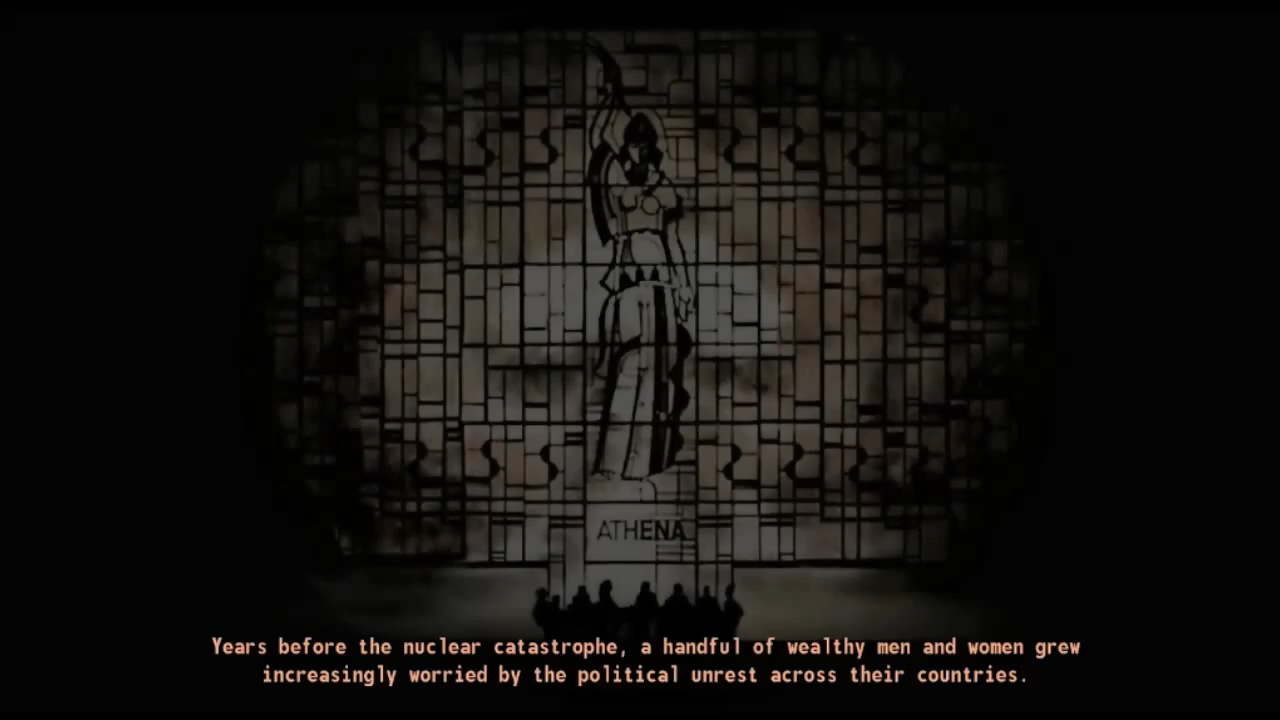 ATHENA
Years before the nuclear catastrophe, a handful of wealthy men and women grew
increasingly worried by the political unrest across their countries.